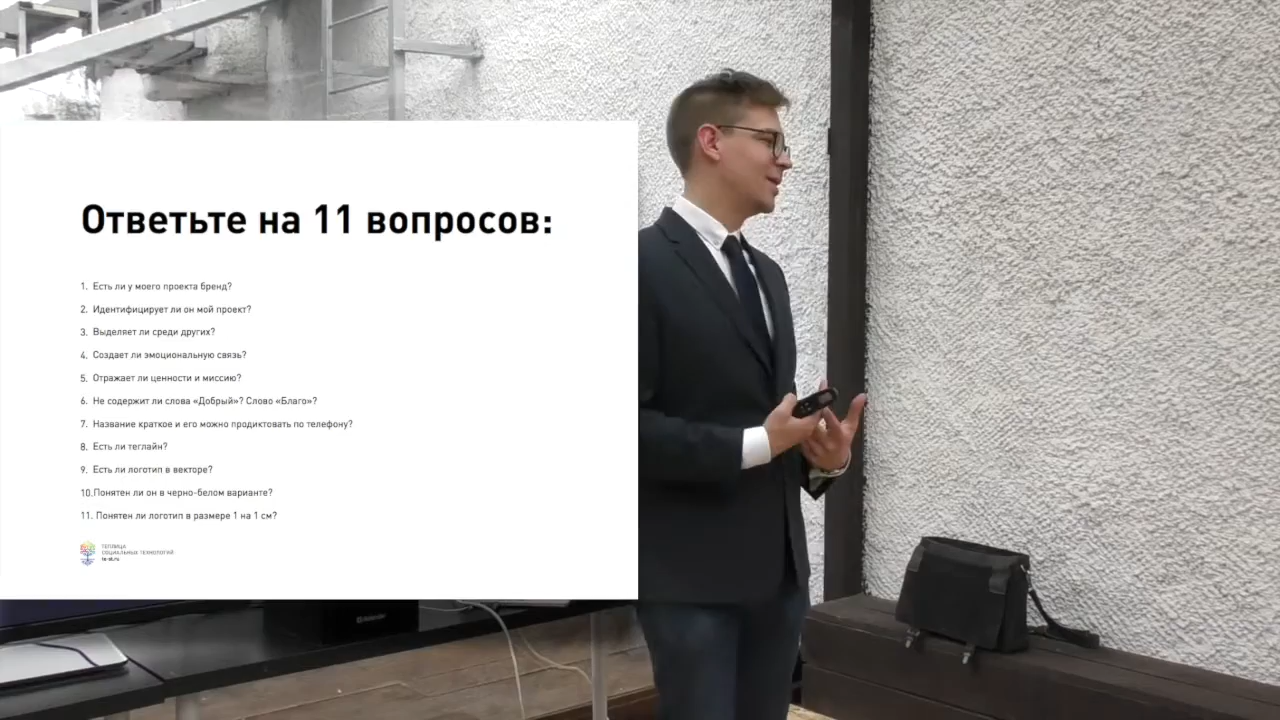 Ответьте на 11 вопросов:
1. Есть ли у моего проекта бренд?
2. Идентифицирует ли он мой проект?
3. Выделяет ли среди других?
4. Создает ли эмоциональную связь?
5. Отражает ли ценности и миссию?
6. Не содержит ли слова «Добрый»? Слово «Благо»?
7. Название краткое и его можно продиктовать по телефону?
8. Есть ли теглайн?
9. Есть ли логотип в векторе?
10.Понятен ли он в черно-белом варианте?
11. Понятен ли логотип в размере 1 на 1 см?
ТЕПЛИЦА
СОЦИАЛЬНЫХ ТЕХНОЛОГИЙ
te-st.ru